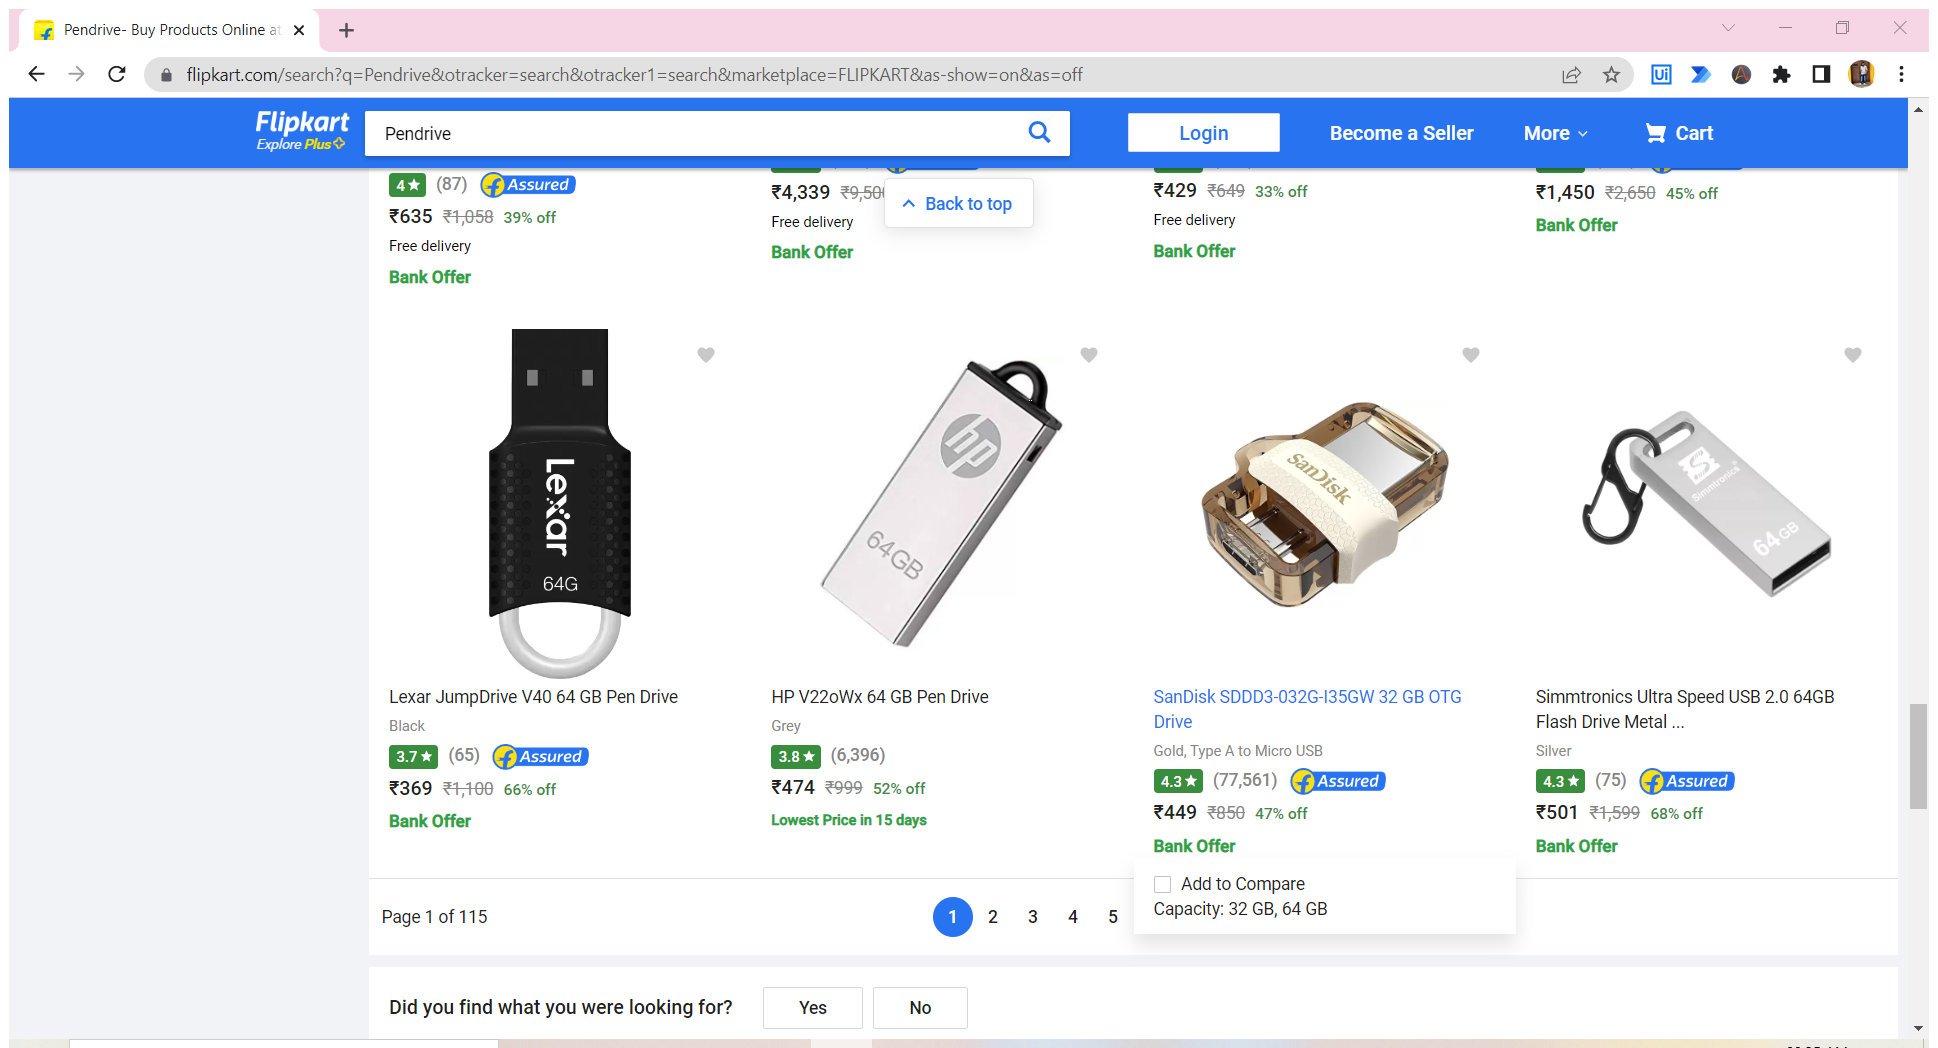 Pendrive- Buy Products Online at
flipkart.com/search?q=Pendrive&otracker=search&otracker1=search&marketplace=FLIPKART&as-show=on&as=off
Ui
Flipkart
Explore Plus
Pendrive
Login
Become a Seller
More
Cart
4★ (87) Assured
₹635 ₹1,058 39% off
Free delivery
Bank Offer
₹4,339 ₹9,500
Free delivery
Bank Offer
Back to top
₹429 ₹649 33% off
Free delivery
Bank Offer
₹1,450 ₹2,650 45% off
Bank Offer
Lexar
64G
hp
64GB
SanDisk
Simmtronics
64GB
Lexar JumpDrive V40 64 GB Pen Drive
Black
3.7★ (65) Assured
₹369 ₹1,100 66% off
Bank Offer
HP V22oWx 64 GB Pen Drive
Grey
3.8★ (6,396)
₹474 ₹999 52% off
Lowest Price in 15 days
SanDisk SDDD3-032G-I35GW 32 GB OTG
Drive
Gold, Type A to Micro USB
4.3★ (77,561) Assured
₹449 ₹850 47% off
Bank Offer
Add to Compare
Capacity: 32 GB, 64 GB
Simmtronics Ultra Speed USB 2.0 64GB
Flash Drive Metal ...
Silver
4.3★ (75) Assured
₹501 ₹1,599 68% off
Bank Offer
Page 1 of 115
1 2 3 4 5
Did you find what you were looking for?
Yes
No